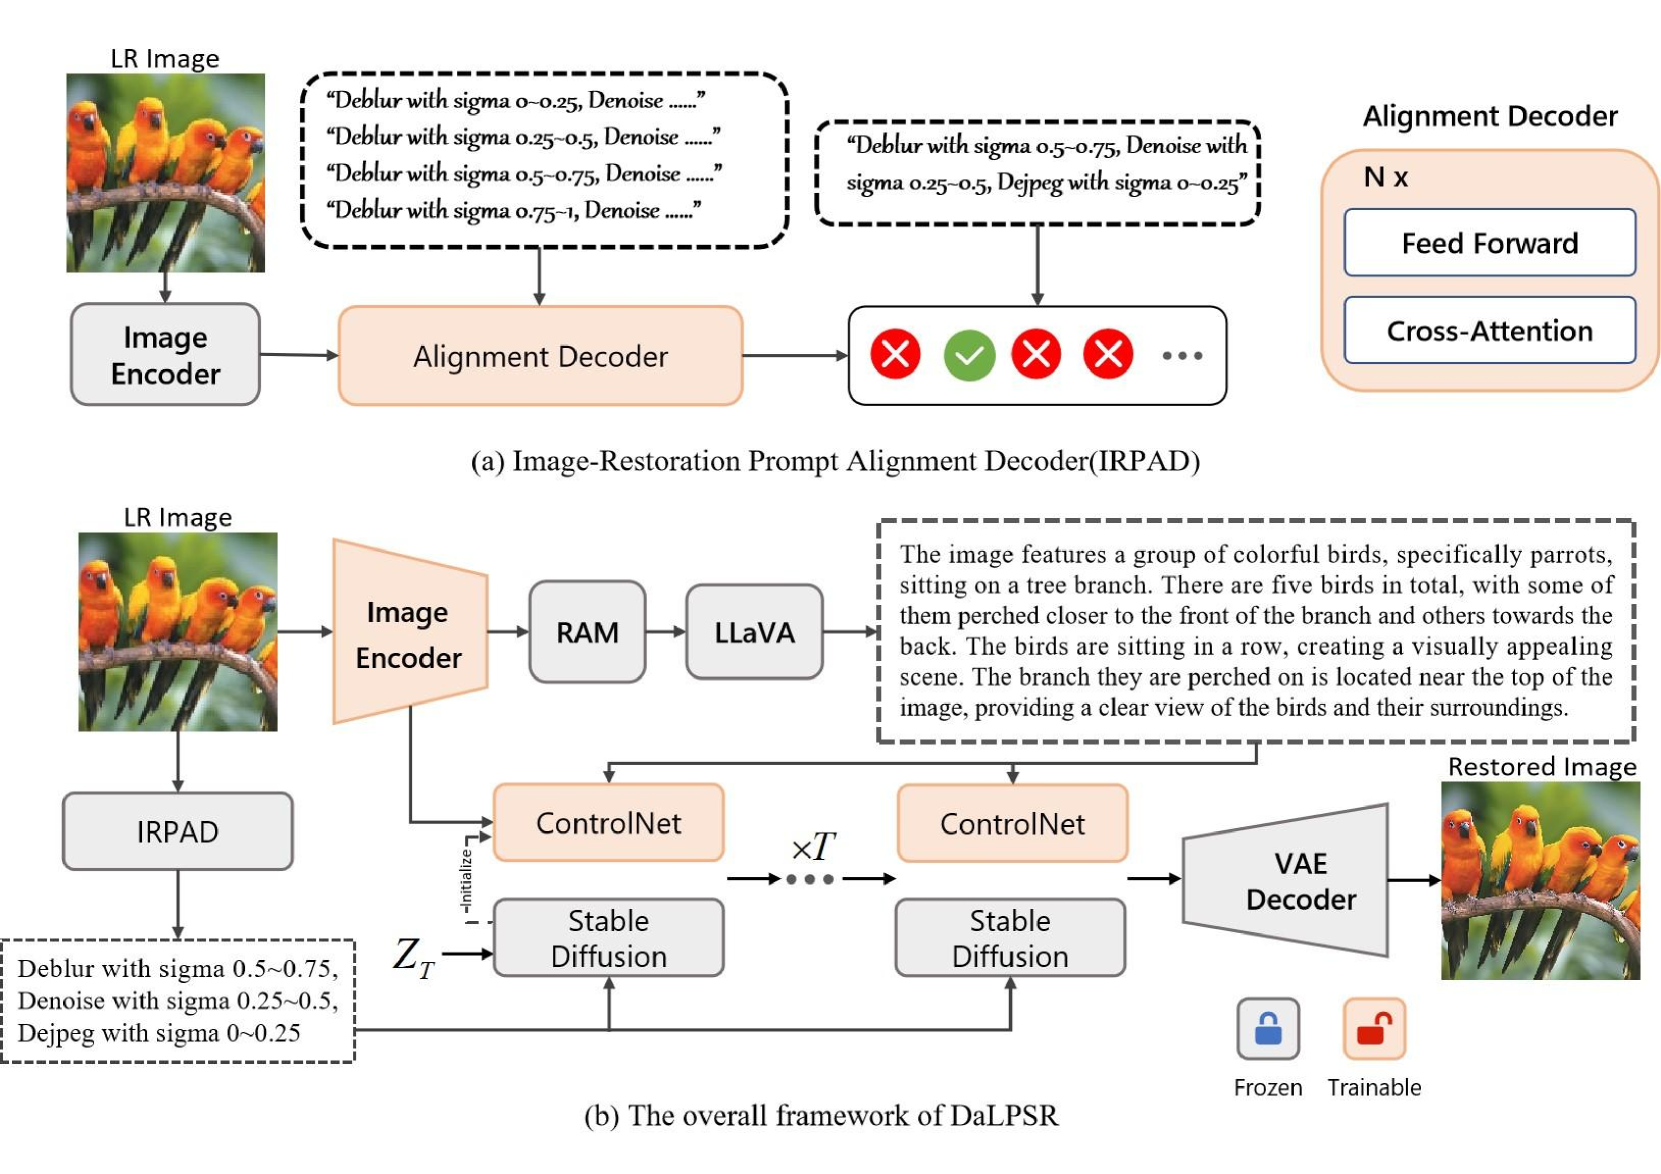 LR Image
“Deblur with sigma 0~0.25, Denoise ......”
“Deblur with sigma 0.25~0.5, Denoise ......”
“Deblur with sigma 0.5~0.75, Denoise ......”
“Deblur with sigma 0.75~1, Denoise ......”
“Deblur with sigma 0.5~0.75, Denoise with
sigma 0.25~0.5, Dejpeg with sigma 0~0.25”
Alignment Decoder
N x
Feed Forward
Cross-Attention
Image
Encoder
Alignment Decoder
(a) Image-Restoration Prompt Alignment Decoder(IRPAD)
LR Image
Image
Encoder
RAM
LLaVA
The image features a group of colorful birds, specifically parrots,
sitting on a tree branch. There are five birds in total, with some of
them perched closer to the front of the branch and others towards the
back. The birds are sitting in a row, creating a visually appealing
scene. The branch they are perched on is located near the top of the
image, providing a clear view of the birds and their surroundings.
IRPAD
ControlNet
Initialize
Stable
Diffusion
Z_T
×T
ControlNet
Stable
Diffusion
VAE
Decoder
Restored Image
Deblur with sigma 0.5~0.75,
Denoise with sigma 0.25~0.5,
Dejpeg with sigma 0~0.25
Frozen
Trainable
(b) The overall framework of DaLPSR